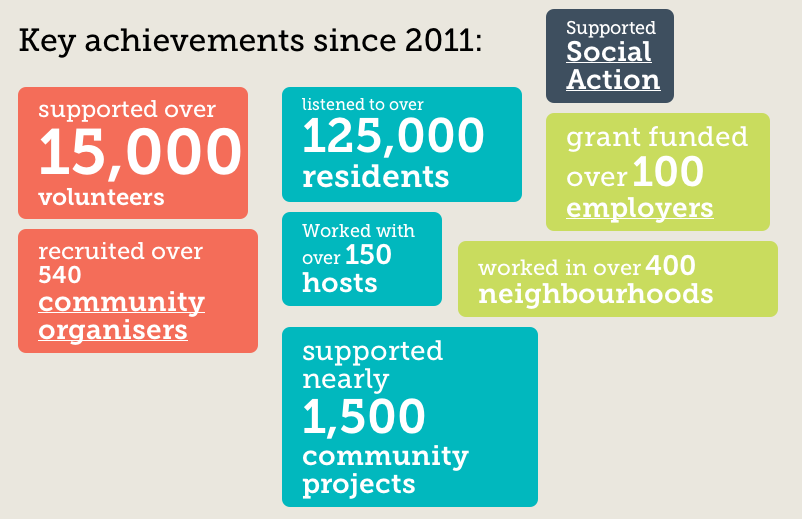 Key achievements since 2011:
Supported
Social
Action
supported over
15,000
volunteers
listened to over
125,000
residents
grant funded
over 100
employers
recruited over
540
community
organisers
Worked with
over 150
hosts
worked in over 400
neighbourhoods
supported
nearly
1,500
community
projects